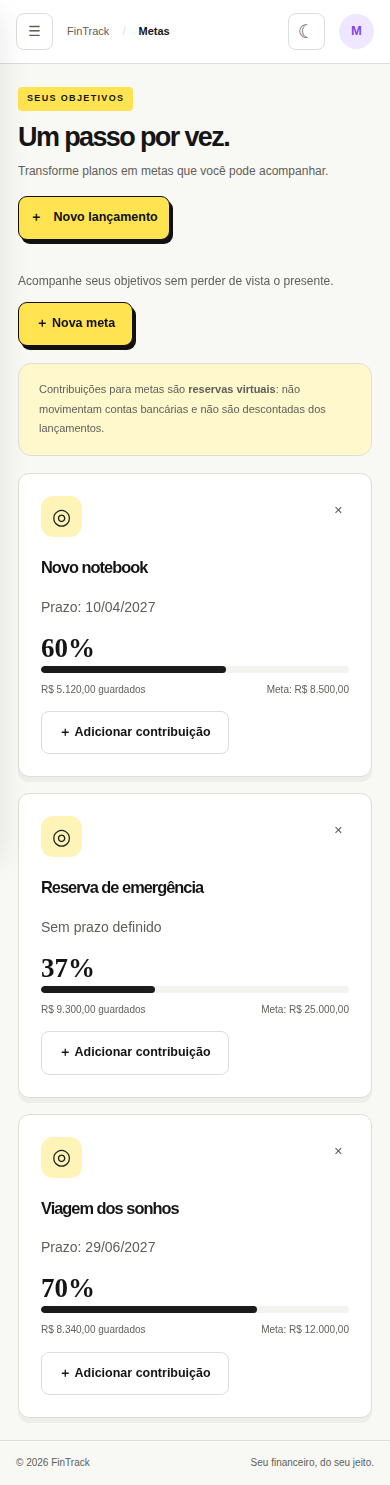 ☰ FinTrack / Metas ☾ M
SEUS OBJETIVOS
Um passo por vez.
Transforme planos em metas que você pode acompanhar.
+ Novo lançamento
Acompanhe seus objetivos sem perder de vista o presente.
+ Nova meta
Contribuições para metas são reservas virtuais: não
movimentam contas bancárias e não são descontadas dos
lançamentos.
◎ ×
Novo notebook
Prazo: 10/04/2027
60%
R$ 5.120,00 guardados Meta: R$ 8.500,00
+ Adicionar contribuição
◎ ×
Reserva de emergência
Sem prazo definido
37%
R$ 9.300,00 guardados Meta: R$ 25.000,00
+ Adicionar contribuição
◎ ×
Viagem dos sonhos
Prazo: 29/06/2027
70%
R$ 8.340,00 guardados Meta: R$ 12.000,00
+ Adicionar contribuição
© 2026 FinTrack Seu financeiro, do seu jeito.